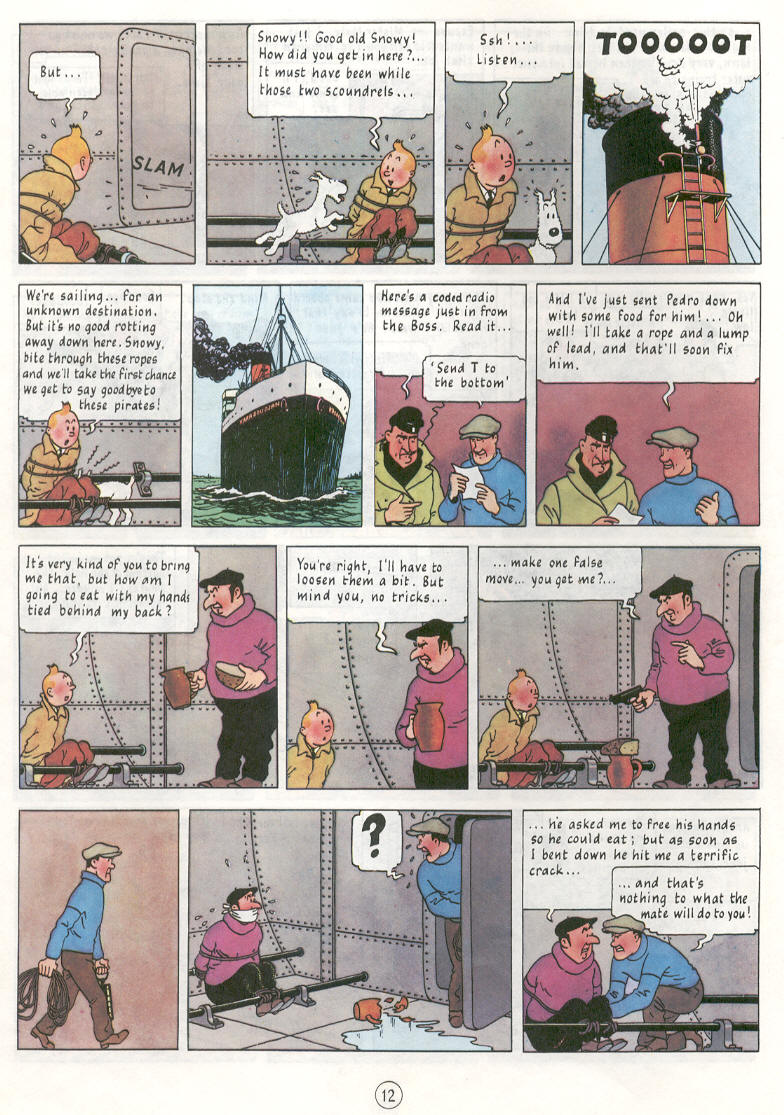 But...
SLAM
Snowy!! Good old Snowy!
How did you get in here?...
It must have been while
those two scoundrels...
Ssh!...
Listen...
TOOOOOT
We're sailing... for an
unknown destination.
But it's no good rotting
away down here. Snowy,
bite through these ropes
and we'll take the first chance
we get to say goodbye to
these pirates!
Here's a coded radio
message just in from
the Boss. Read it...
'Send T to
the bottom'
And I've just sent Pedro down
with some food for him!... Oh
well! I'll take a rope and a lump
of lead, and that'll soon fix
him.
It's very kind of you to bring
me that, but how am I
going to eat with my hands
tied behind my back?
You're right, I'll have to
loosen them a bit. But
mind you, no tricks...
...make one false
move... you get me?...
?
...he asked me to free his hands
so he could eat; but as soon as
I bent down he hit me a terrific
crack...
...and that's
nothing to what the
mate will do to you!
12